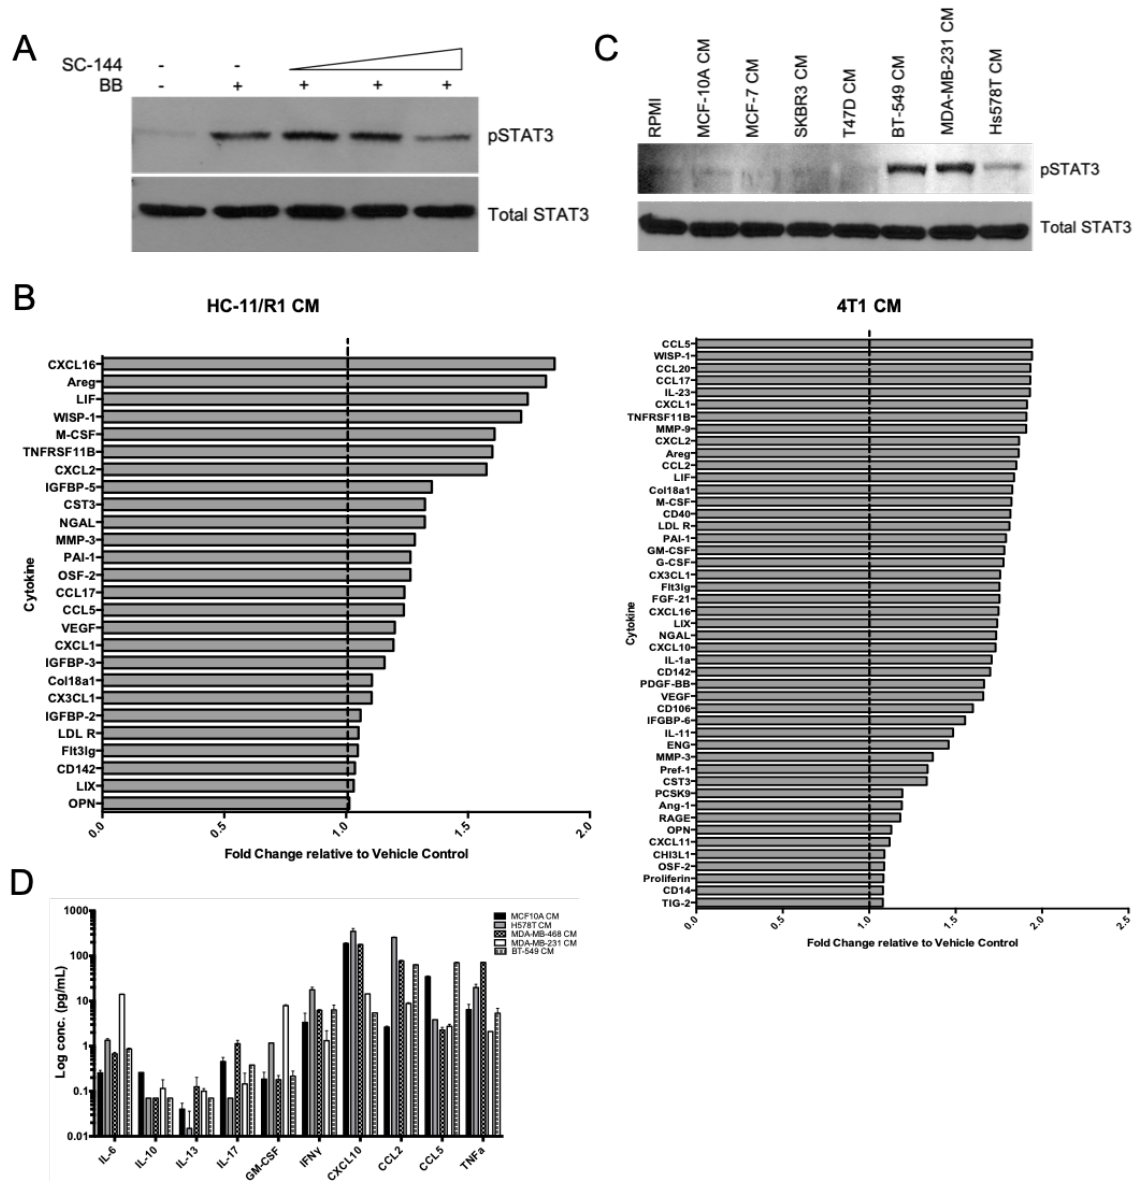 A
SC-144 - -
BB - + + + +
pSTAT3
Total STAT3
C
RPMI
MCF-10A CM
MCF-7 CM
SKBR3 CM
T47D CM
BT-549 CM
MDA-MB-231 CM
Hs578T CM
pSTAT3
Total STAT3
B
HC-11/R1 CM
Cytokine
CXCL16
Areg
LIF
WISP-1
M-CSF
TNFRSF11B
CXCL2
IGFBP-5
CST3
NGAL
MMP-3
PAI-1
OSF-2
CCL17
CCL5
VEGF
CXCL1
IGFBP-3
Col18a1
CX3CL1
IGFBP-2
LDL R
Flt3lg
CD142
LIX
OPN
0.0 0.5 1.0 1.5 2.0
Fold Change relative to Vehicle Control
4T1 CM
Cytokine
CCL5
WISP-1
CCL20
CCL17
IL-23
CXCL1
TNFRSF11B
MMP-9
CXCL2
Areg
CCL2
LIF
Col18a1
M-CSF
CD40
LDL R
PAI-1
GM-CSF
G-CSF
CX3CL1
Flt3lg
FGF-21
CXCL16
LIX
NGAL
CXCL10
IL-1a
CD142
PDGF-BB
VEGF
CD106
IFGBP-6
IL-11
ENG
MMP-3
Pref-1
CST3
PCSK9
Ang-1
RAGE
OPN
CXCL11
CHI3L1
OSF-2
Proliferin
CD14
TIG-2
0.0 0.5 1.0 1.5 2.0 2.5
Fold Change relative to Vehicle Control
D
Log conc. (pg/mL)
1000
100
10
1
0.1
0.01
MCF10A CM
H578T CM
MDA-MB-468 CM
MDA-MB-231 CM
BT-549 CM
IL-6 IL-10 IL-13 IL-17 GM-CSF IFNγ CXCL10 CCL2 CCL5 TNFa